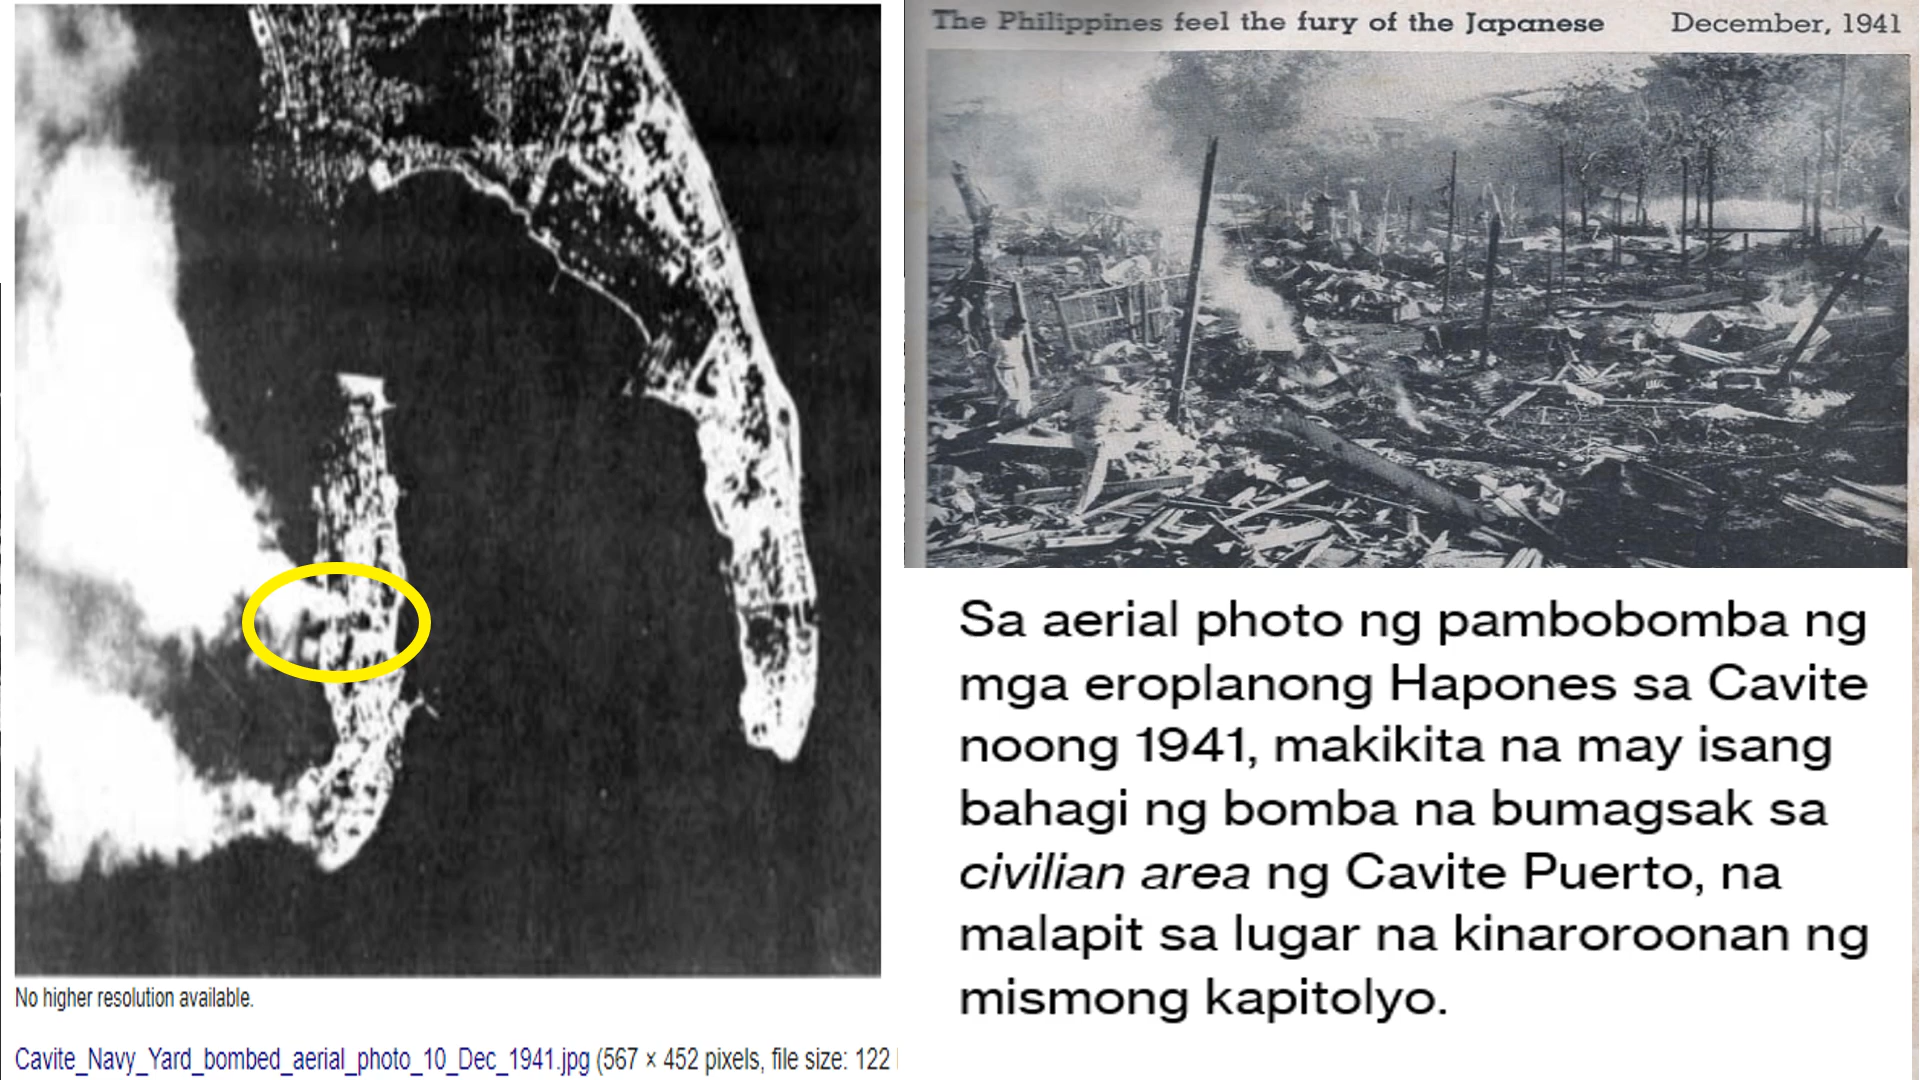 The Philippines feel the fury of the Japanese December, 1941
Sa aerial photo ng pambobomba ng
mga eroplanong Hapones sa Cavite
noong 1941, makikita na may isang
bahagi ng bomba na bumagsak sa
civilian area ng Cavite Puerto, na
malapit sa lugar na kinaroroonan ng
mismong kapitolyo.
No higher resolution available.
Cavite_Navy_Yard_bombed_aerial_photo_10_Dec_1941.jpg (567 × 452 pixels, file size: 122